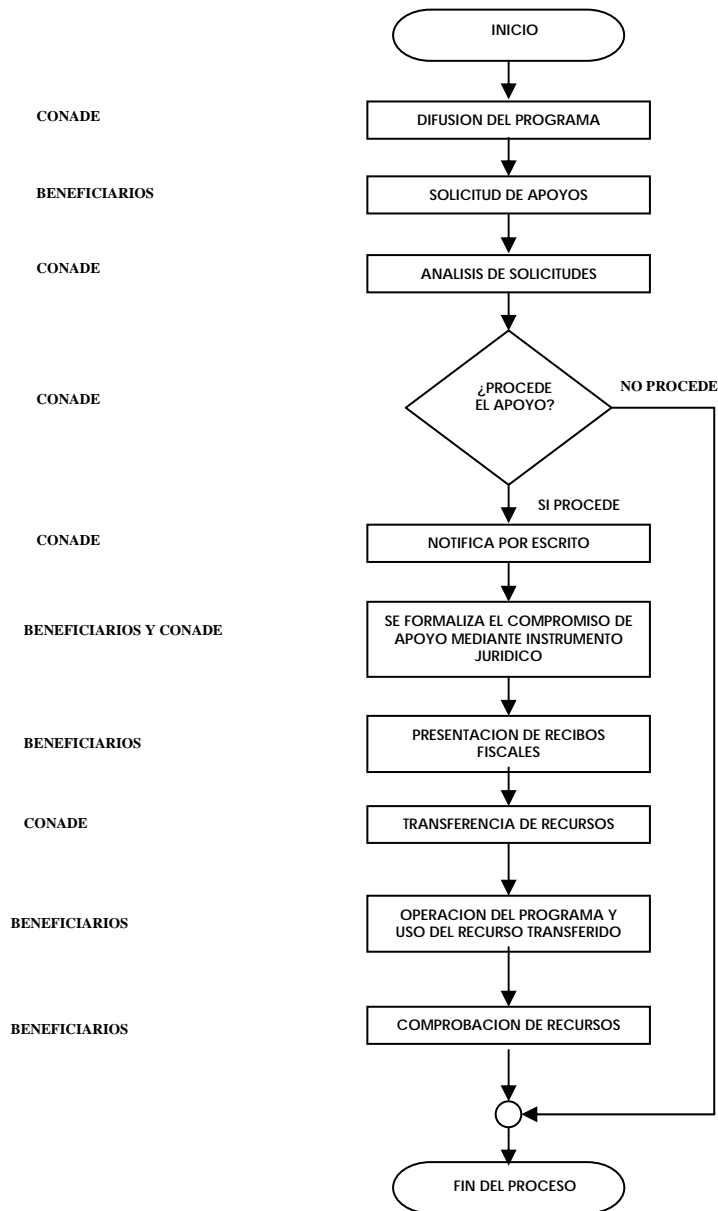 INICIO
CONADE
DIFUSION DEL PROGRAMA
BENEFICIARIOS
SOLICITUD DE APOYOS
CONADE
ANALISIS DE SOLICITUDES
CONADE
¿PROCEDE
EL APOYO?
NO PROCEDE
SI PROCEDE
CONADE
NOTIFICA POR ESCRITO
BENEFICIARIOS Y CONADE
SE FORMALIZA EL COMPROMISO DE
APOYO MEDIANTE INSTRUMENTO
JURIDICO
BENEFICIARIOS
PRESENTACION DE RECIBOS
FISCALES
CONADE
TRANSFERENCIA DE RECURSOS
BENEFICIARIOS
OPERACION DEL PROGRAMA Y
USO DEL RECURSO TRANSFERIDO
BENEFICIARIOS
COMPROBACION DE RECURSOS
FIN DEL PROCESO